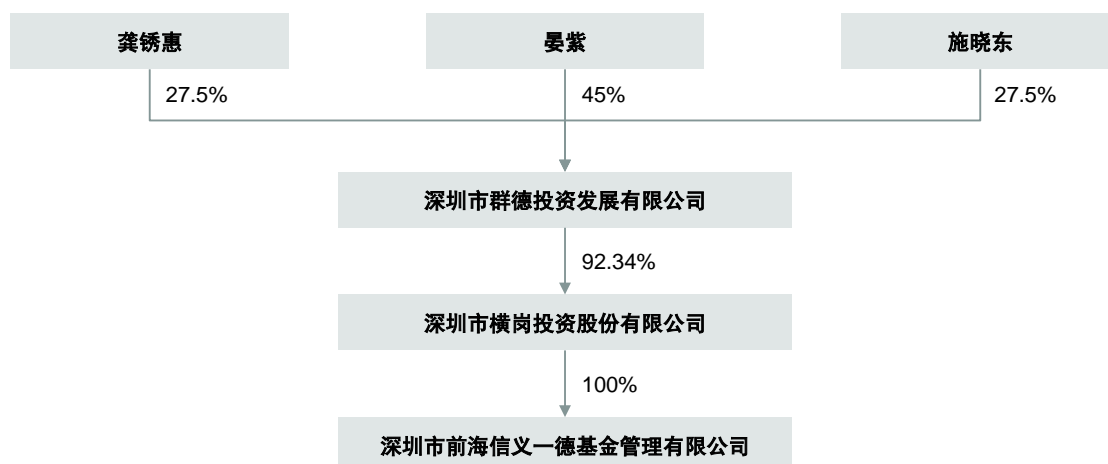 龚锈惠
晏紫
施晓东
27.5%
45%
27.5%
深圳市群德投资发展有限公司
92.34%
深圳市横岗投资股份有限公司
100%
深圳市前海信义一德基金管理有限公司